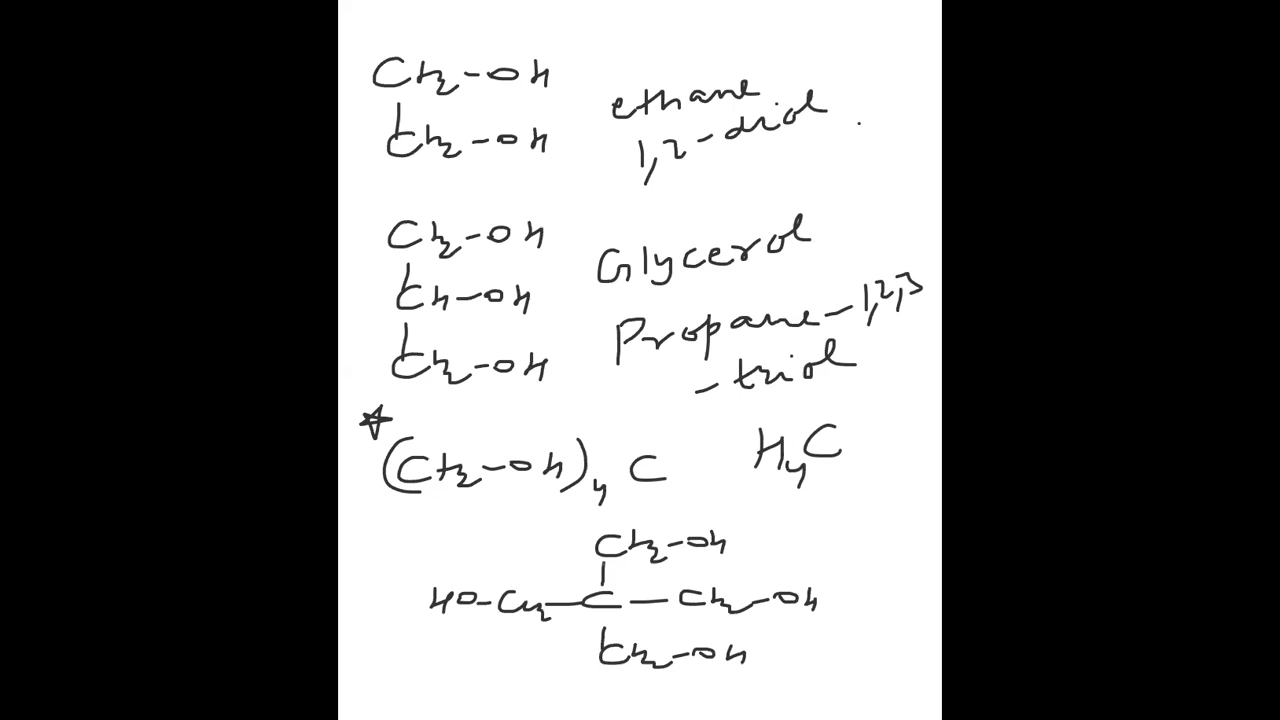 CH2-OH
CH2-OH
ethane
1,2-diol
CH2-OH
CH-OH
CH2-OH
Glycerol
Propane-1,2,3
-triol
(CH2-OH)4 C
H4C
CH2-OH
HO-CH2-C-CH2-OH
CH2-OH